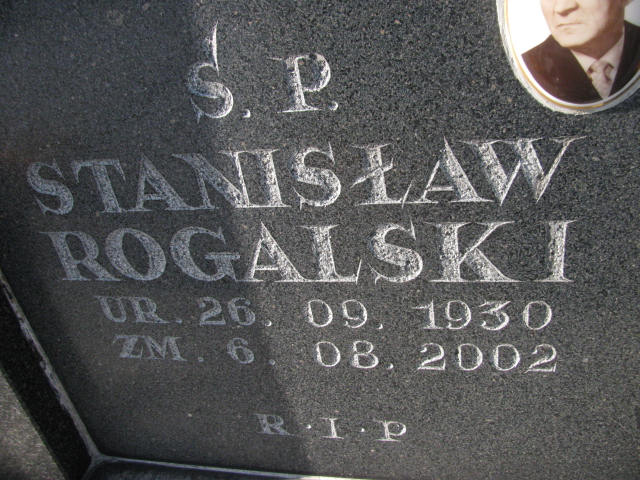 Ś. P.
STANISŁAW
ROGALSKI
UR. 26. 09. 1930
ZM. 6. 08. 2002
R.I.P